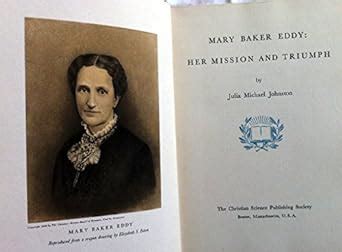 MARY BAKER EDDY
Reproduced from a crayon drawing by Elizabeth S. Eaton
MARY BAKER EDDY:
HER MISSION AND TRIUMPH
by
Julia Michael Johnston
The Christian Science Publishing Society
Boston, Massachusetts, U.S.A.